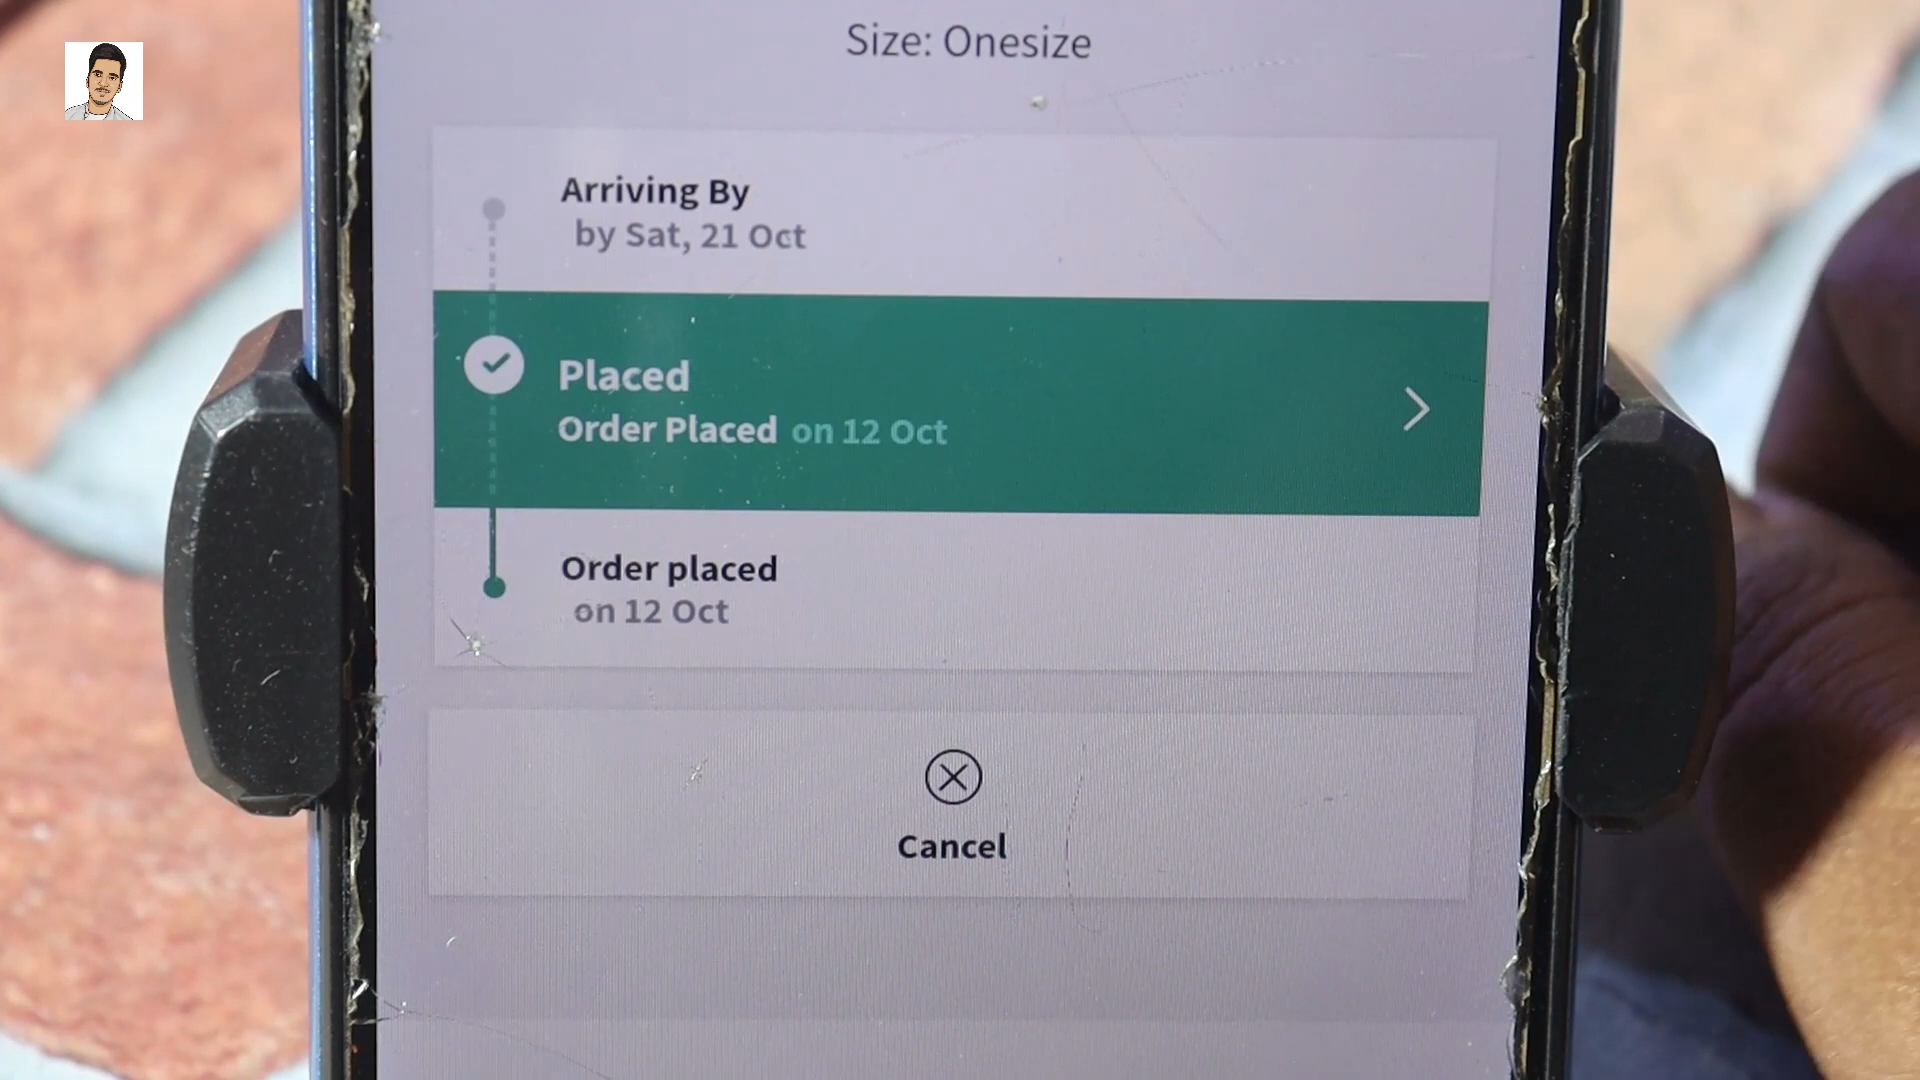 Size: Onesize
Arriving By
by Sat, 21 Oct
Placed
Order Placed on 12 Oct
Order placed
on 12 Oct
Cancel